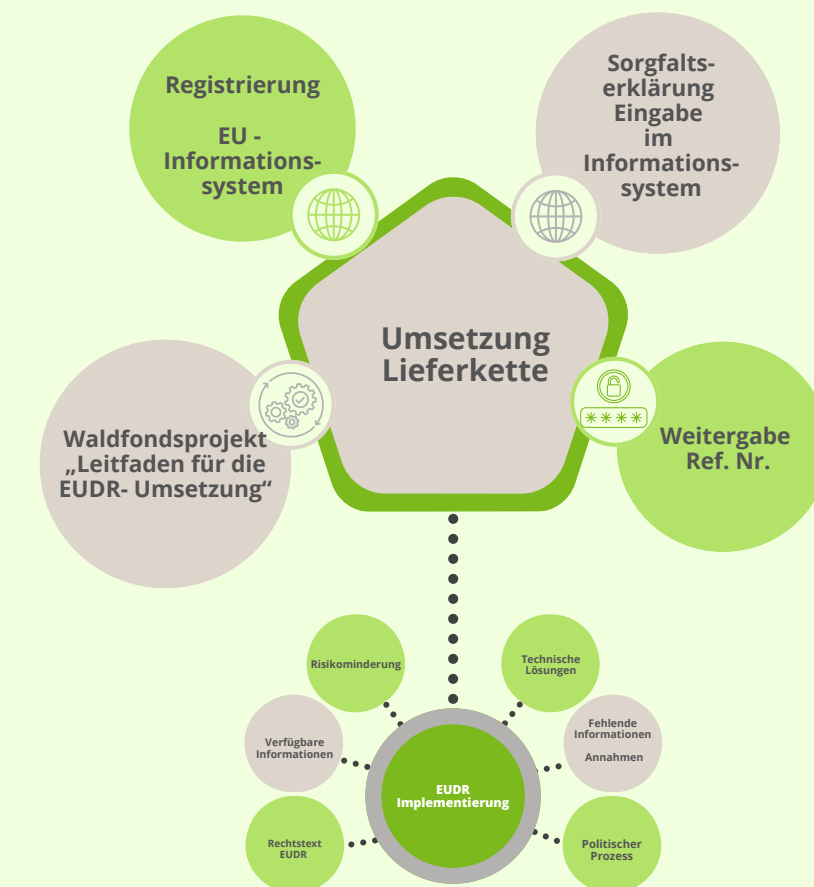 Registrierung
EU -
Informations-
system
Sorgfalts-
erklärung
Eingabe
im
Informations-
system
Umsetzung
Lieferkette
Waldfondsprojekt
„Leitfaden für die
EUDR- Umsetzung“
****
Weitergabe
Ref. Nr.
Risikominderung
Technische
Lösungen
Verfügbare
Informationen
Fehlende
Informationen
Annahmen
EUDR
Implementierung
Rechtstext
EUDR
Politischer
Prozess